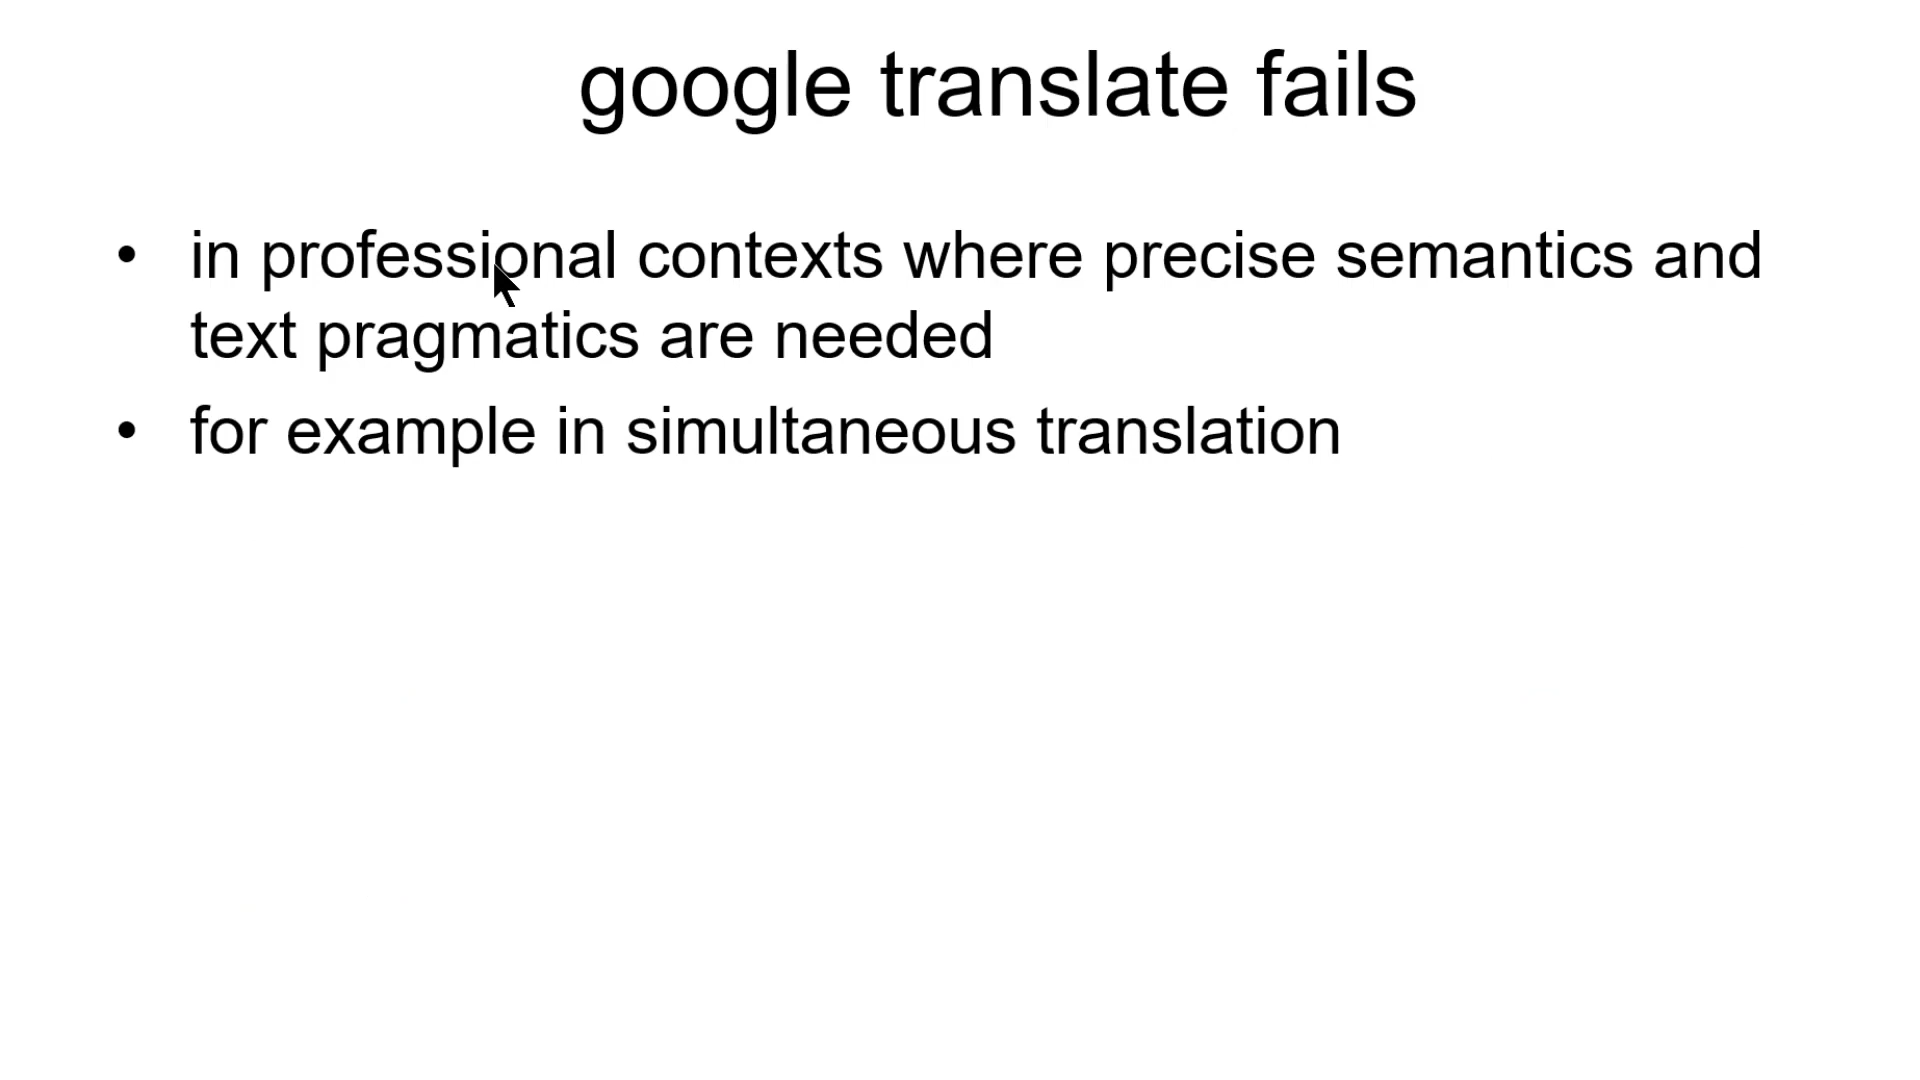 google translate fails
• in professional contexts where precise semantics and
text pragmatics are needed
• for example in simultaneous translation